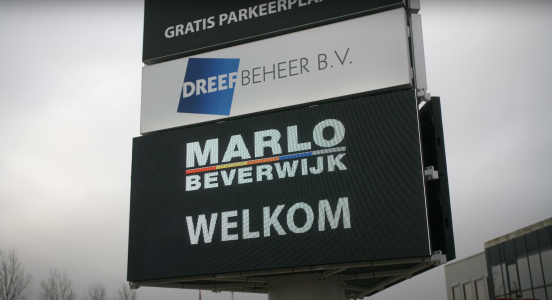 GRATIS PARKEERPLA
DREEF BEHEER B.V.
MARLO
BEVERWIJK
WELKOM